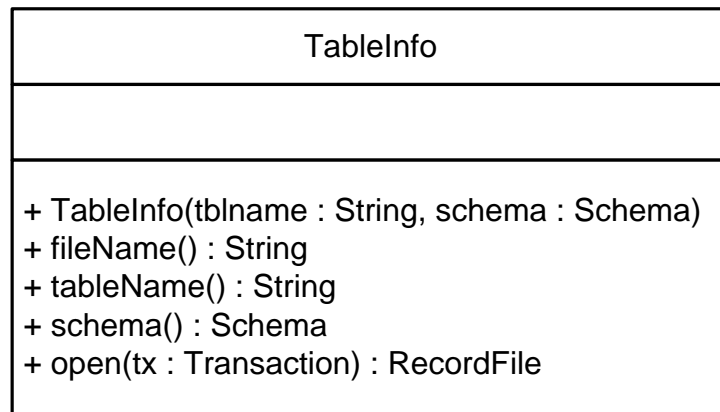 TableInfo
+ TableInfo(tblname : String, schema : Schema)
+ fileName() : String
+ tableName() : String
+ schema() : Schema
+ open(tx : Transaction) : RecordFile